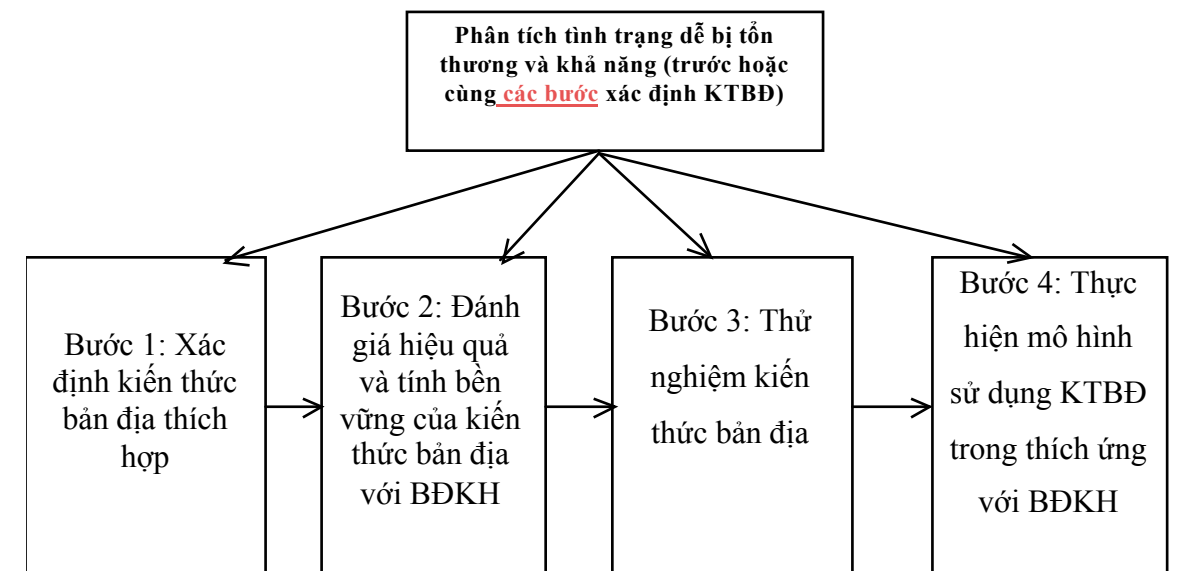 Phân tích tình trạng dễ bị tổn
thương và khả năng (trước hoặc
cùng các bước xác định KTBĐ)
Bước 1: Xác
định kiến thức
bản địa thích
hợp
Bước 2: Đánh
giá hiệu quả
và tính bền
vững của kiến
thức bản địa
với BĐKH
Bước 3: Thử
nghiệm kiến
thức bản địa
Bước 4: Thực
hiện mô hình
sử dụng KTBĐ
trong thích ứng
với BĐKH